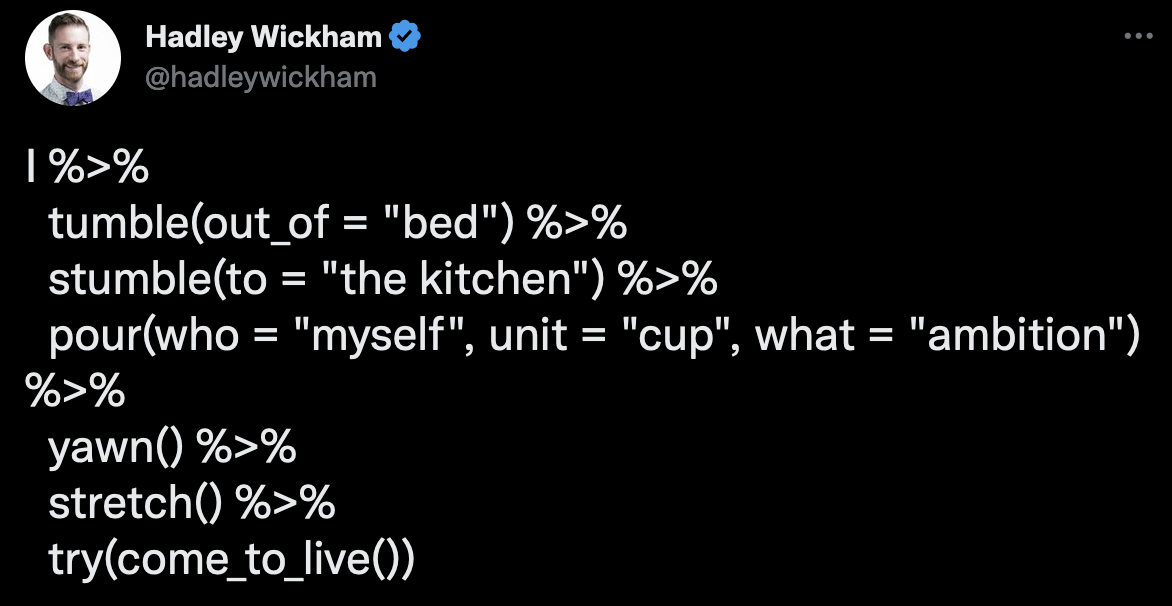 Hadley Wickham
@hadleywickham
I %>%
  tumble(out_of = "bed") %>%
  stumble(to = "the kitchen") %>%
  pour(who = "myself", unit = "cup", what = "ambition")
%>%
  yawn() %>%
  stretch() %>%
  try(come_to_live())